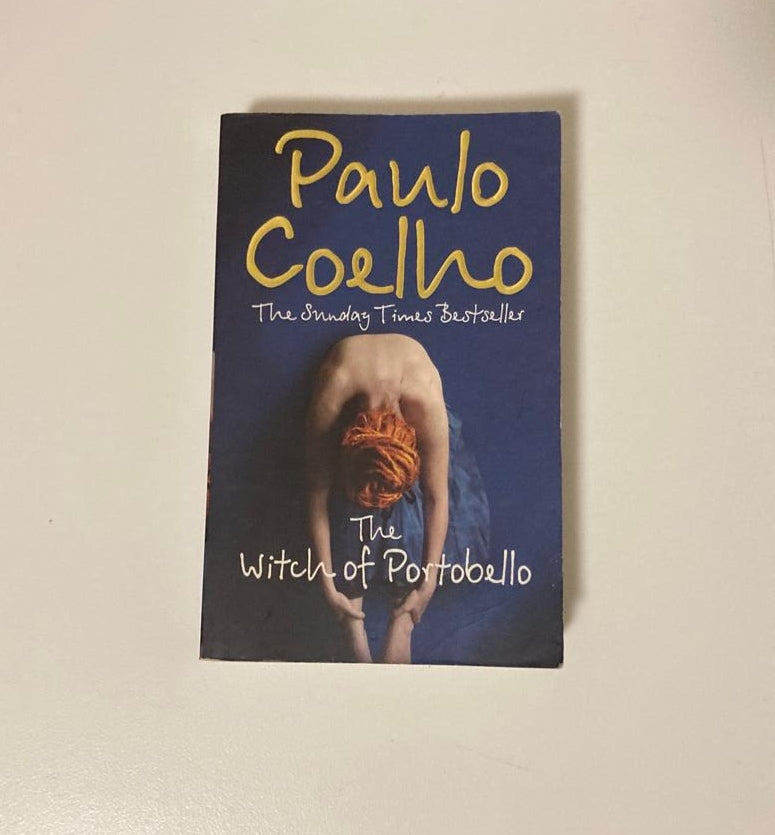 Paulo
Coelho
The Sunday Times Bestseller
The
Witch of Portobello